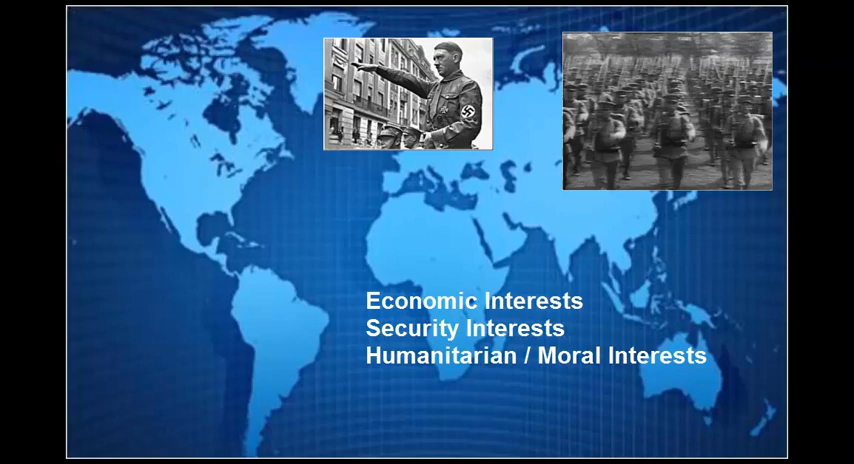 Economic Interests
Security Interests
Humanitarian / Moral Interests